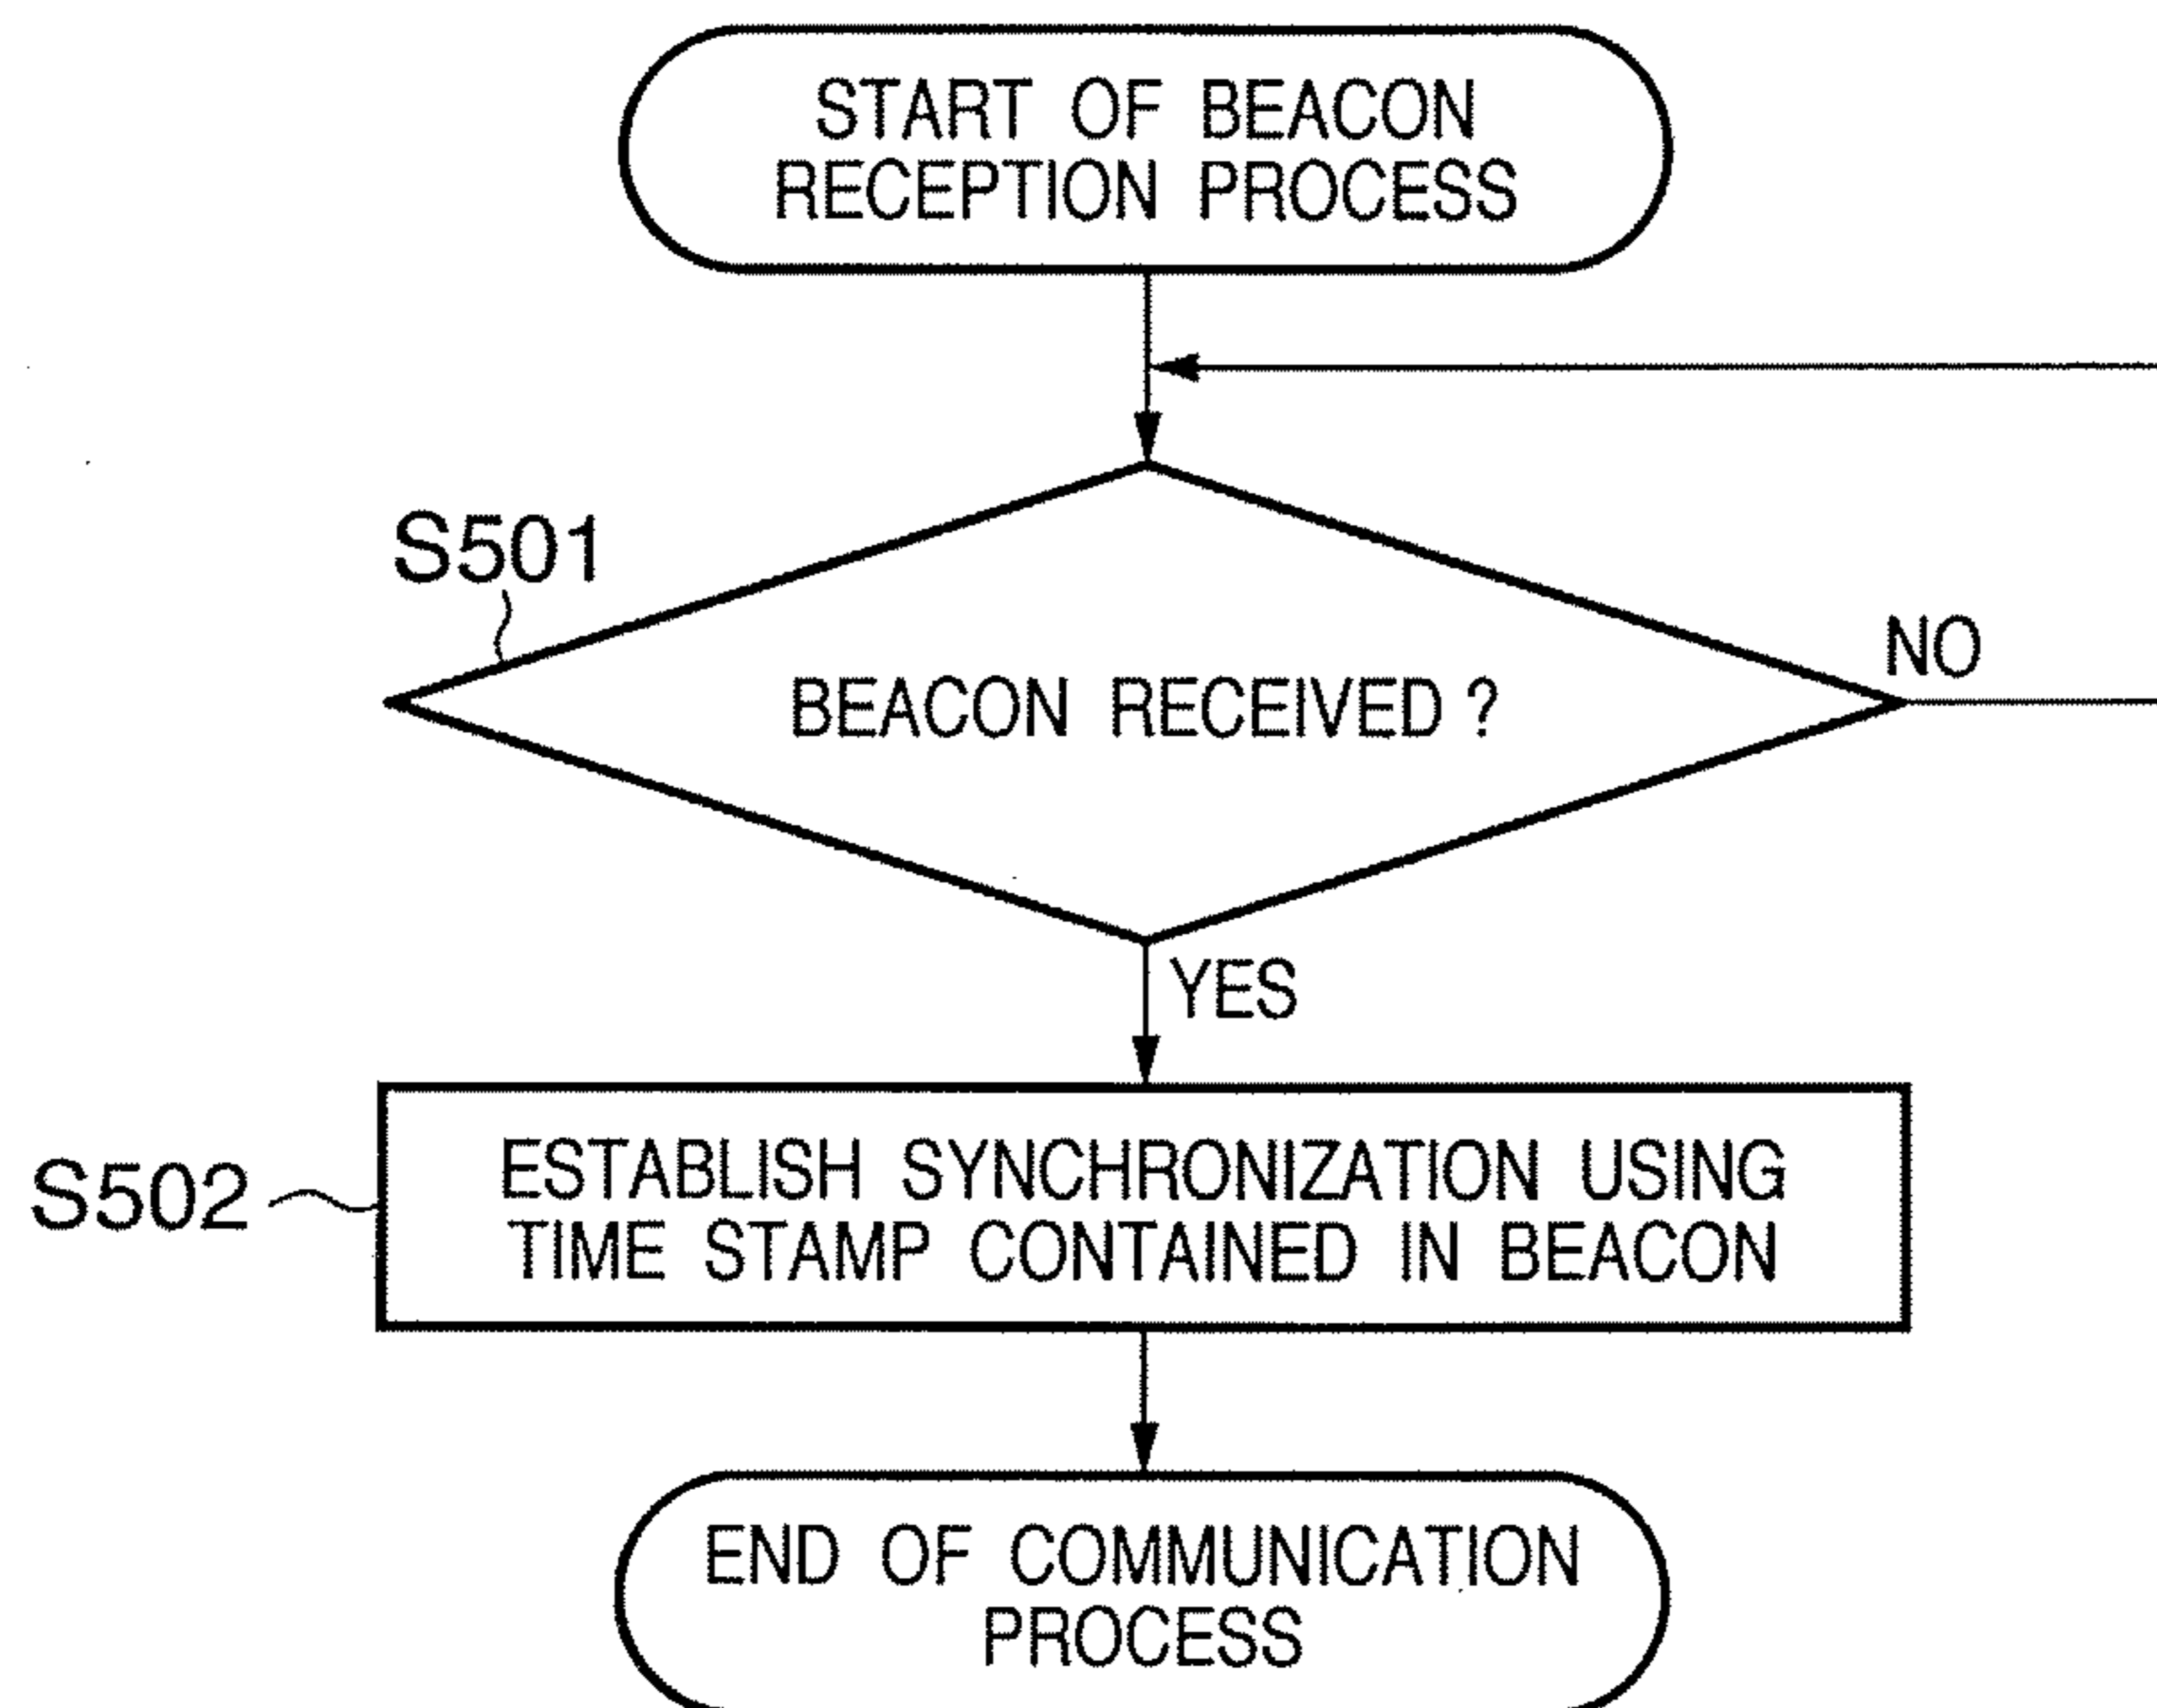 START OF BEACON
RECEPTION PROCESS
S501
NO
BEACON RECEIVED ?
YES
ESTABLISH SYNCHRONIZATION USING
S502
TIME STAMP CONTAINED IN BEACON
END OF COMMUNICATION
PROCESS